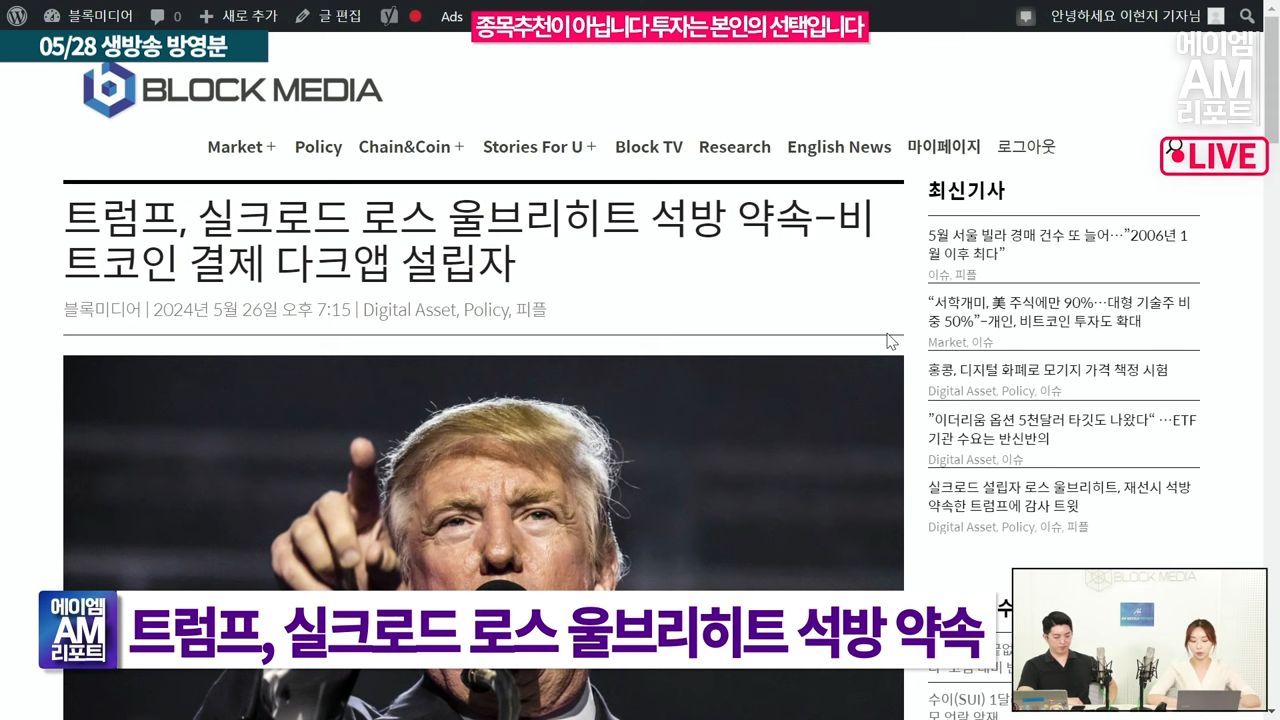 블록미디어 새로 추가 글 편집 Ads 안녕하세요 이현지 기자님
종목추천이 아닙니다 투자는 본인의 선택입니다
05/28 생방송 방영분
에이엠
AM
리포트
BLOCK MEDIA
LIVE
Market + Policy Chain&Coin + Stories For U + Block TV Research English News 마이페이지 로그아웃
트럼프, 실크로드 로스 울브리히트 석방 약속–비
트코인 결제 다크앱 설립자
블록미디어 | 2024년 5월 26일 오후 7:15 | Digital Asset, Policy, 피플
최신기사
5월 서울 빌라 경매 건수 또 늘어…”2006년 1
월 이후 최다”
이슈, 피플
“서학개미, 美 주식에만 90%…대형 기술주 비
중 50%”–개인, 비트코인 투자도 확대
Market, 이슈
홍콩, 디지털 화폐로 모기지 가격 책정 시험
Digital Asset, Policy, 이슈
”이더리움 옵션 5천달러 타깃도 나왔다“ …ETF
기관 수요는 반신반의
Digital Asset, 이슈
실크로드 설립자 로스 울브리히트, 재선시 석방
약속한 트럼프에 감사 트윗
Digital Asset, Policy, 이슈, 피플
에이엠
AM
리포트
트럼프, 실크로드 로스 울브리히트 석방 약속
수이(SUI) 1달
BLOCK MEDIA